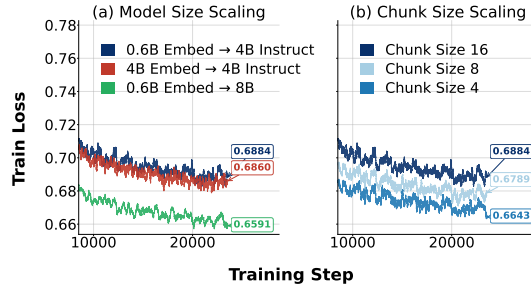 (a) Model Size Scaling
(b) Chunk Size Scaling
Train Loss
0.78
0.76
0.74
0.72
0.70
0.68
0.66
0.6B Embed → 4B Instruct
4B Embed → 4B Instruct
0.6B Embed → 8B
0.6884
0.6860
0.6591
10000
20000
Chunk Size 16
Chunk Size 8
Chunk Size 4
0.6884
0.6789
0.6643
10000
20000
Training Step